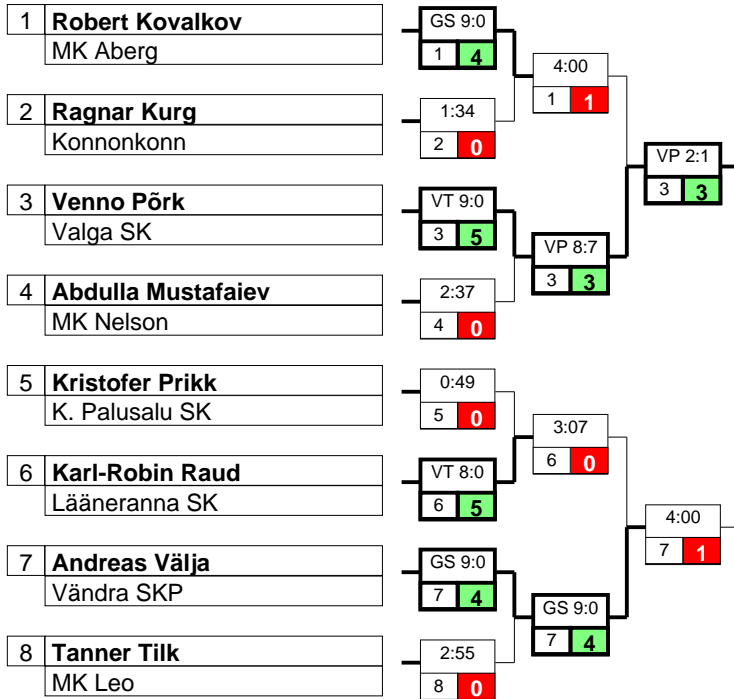 1 Robert Kovalkov
MK Aberg
2 Ragnar Kurg
Konnonkonn
3 Venno Põrk
Valga SK
4 Abdulla Mustafaiev
MK Nelson
5 Kristofer Prikk
K. Palusalu SK
6 Karl-Robin Raud
Lääneranna SK
7 Andreas Välja
Vändra SKP
8 Tanner Tilk
MK Leo
GS 9:0
1 4
1:34
2 0
VT 9:0
3 5
2:37
4 0
0:49
5 0
VT 8:0
6 5
GS 9:0
7 4
2:55
8 0
4:00
1 1
VP 8:7
3 3
3:07
6 0
GS 9:0
7 4
VP 2:1
3 3
4:00
7 1